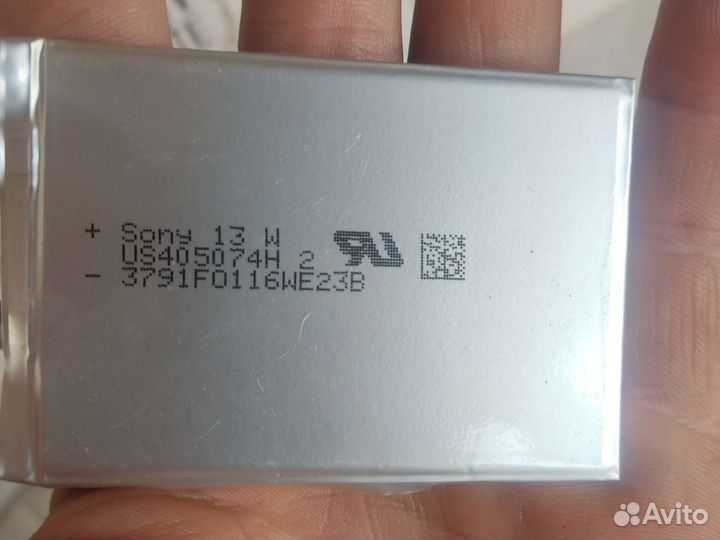 + Sony 13 W
US405074H 2
- 3791F0116WE23B
Avito